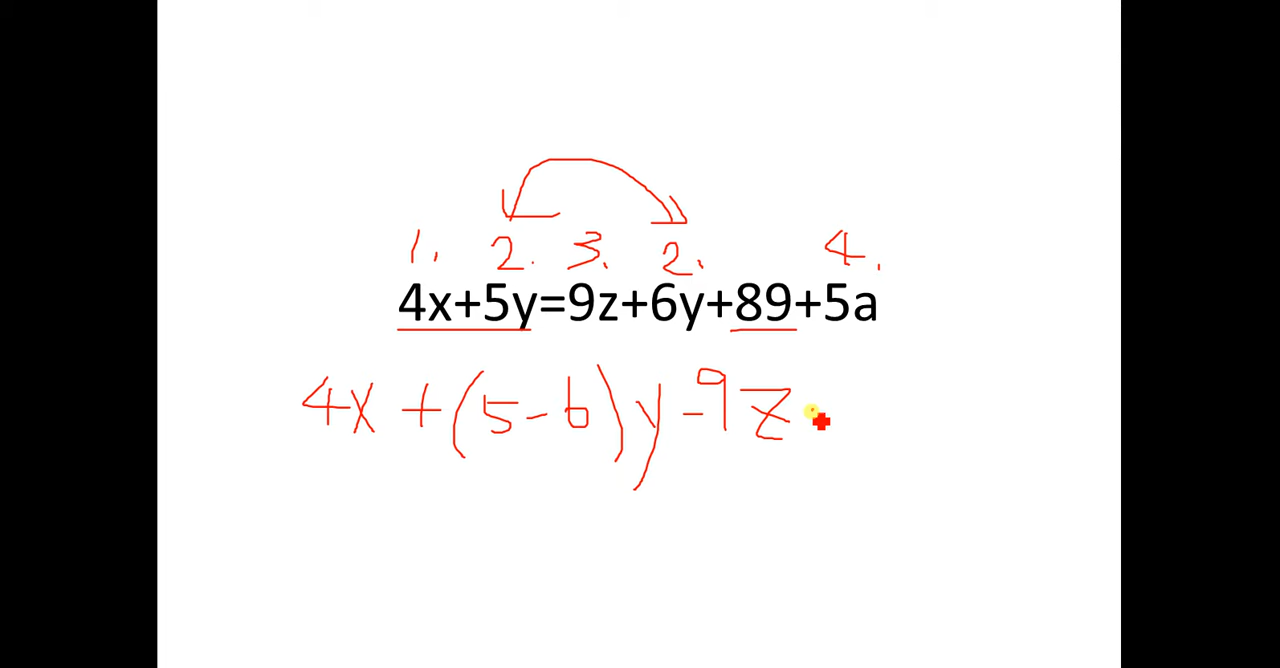 1. 2. 3. 2. 4.
4x+5y=9z+6y+89+5a
4x + (5-6)y-9z